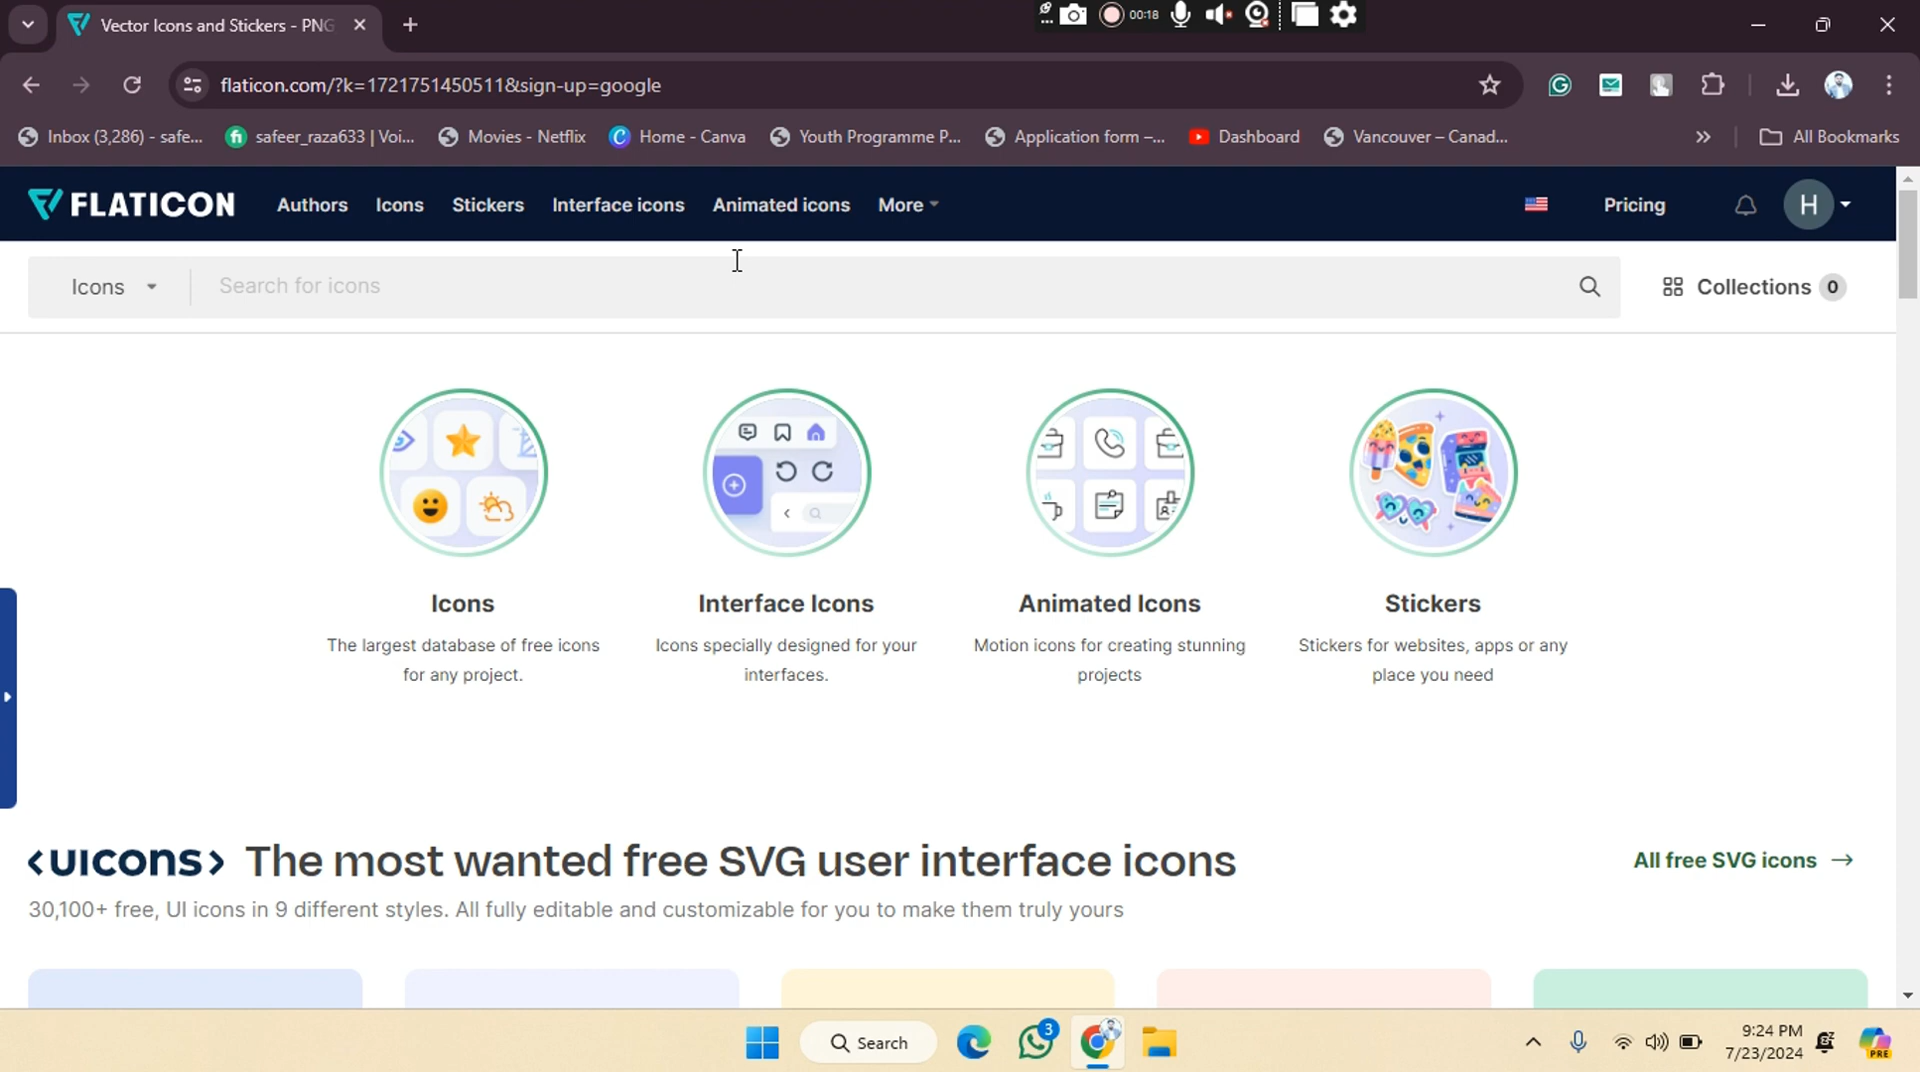 Vector Icons and Stickers - PNG
00:18
flaticon.com/?k=1721751450511&sign-up=google
Inbox (3,286) - safe... safeer_raza633 | Voi... Movies - Netflix Home - Canva Youth Programme P... Application form –... Dashboard Vancouver – Canad... » All Bookmarks
FLATICON Authors Icons Stickers Interface icons Animated icons More Pricing H
Icons Search for icons Collections 0
Icons Interface Icons Animated Icons Stickers
The largest database of free icons Icons specially designed for your Motion icons for creating stunning Stickers for websites, apps or any
for any project. interfaces. projects place you need
<uicons> The most wanted free SVG user interface icons All free SVG icons →
30,100+ free, UI icons in 9 different styles. All fully editable and customizable for you to make them truly yours
Search 3 9:24 PM
7/23/2024 PRE